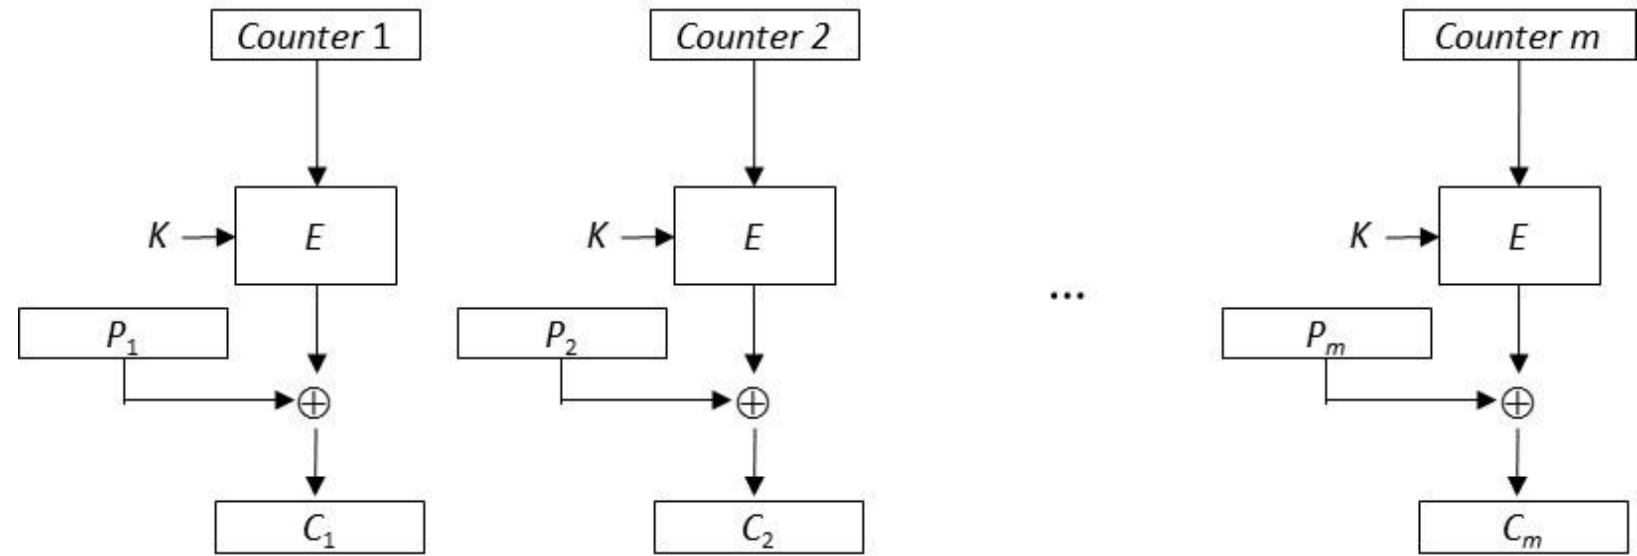 Counter 1 Counter 2 Counter m
K E K E K E
...
P1 P2 Pm
⊕ ⊕ ⊕
C1 C2 Cm